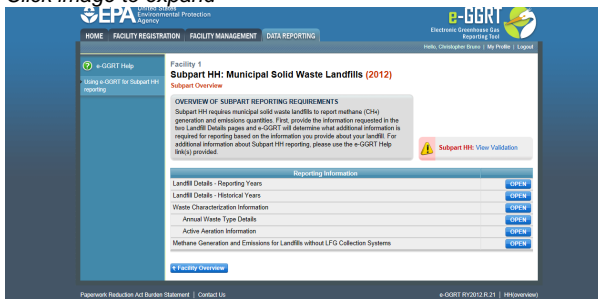 Click image to expand
EPA United States Environmental Protection Agency
e-GGRT
Electronic Greenhouse Gas
Reporting Tool
HOME FACILITY REGISTRATION FACILITY MANAGEMENT DATA REPORTING
Hello, Christopher Bruno | My Profile | Logout
e-GGRT Help
Using e-GGRT for Subpart HH
reporting
Facility 1
Subpart HH: Municipal Solid Waste Landfills (2012)
Subpart Overview
OVERVIEW OF SUBPART REPORTING REQUIREMENTS
Subpart HH requires municipal solid waste landfills to report methane (CH4)
generation and emissions quantities. First, provide the information requested in the
two Landfill Details pages and e-GGRT will determine what additional information is
required for reporting based on the information you provide about your landfill. For
additional information about Subpart HH reporting, please use the e-GGRT Help
link(s) provided.
Subpart HH: View Validation
Reporting Information
Landfill Details - Reporting Years OPEN
Landfill Details - Historical Years OPEN
Waste Characterization Information OPEN
Annual Waste Type Details OPEN
Active Aeration Information OPEN
Methane Generation and Emissions for Landfills without LFG Collection Systems OPEN
Facility Overview
Paperwork Reduction Act Burden Statement | Contact Us
e-GGRT RY2012.R.21 | HH(overview)